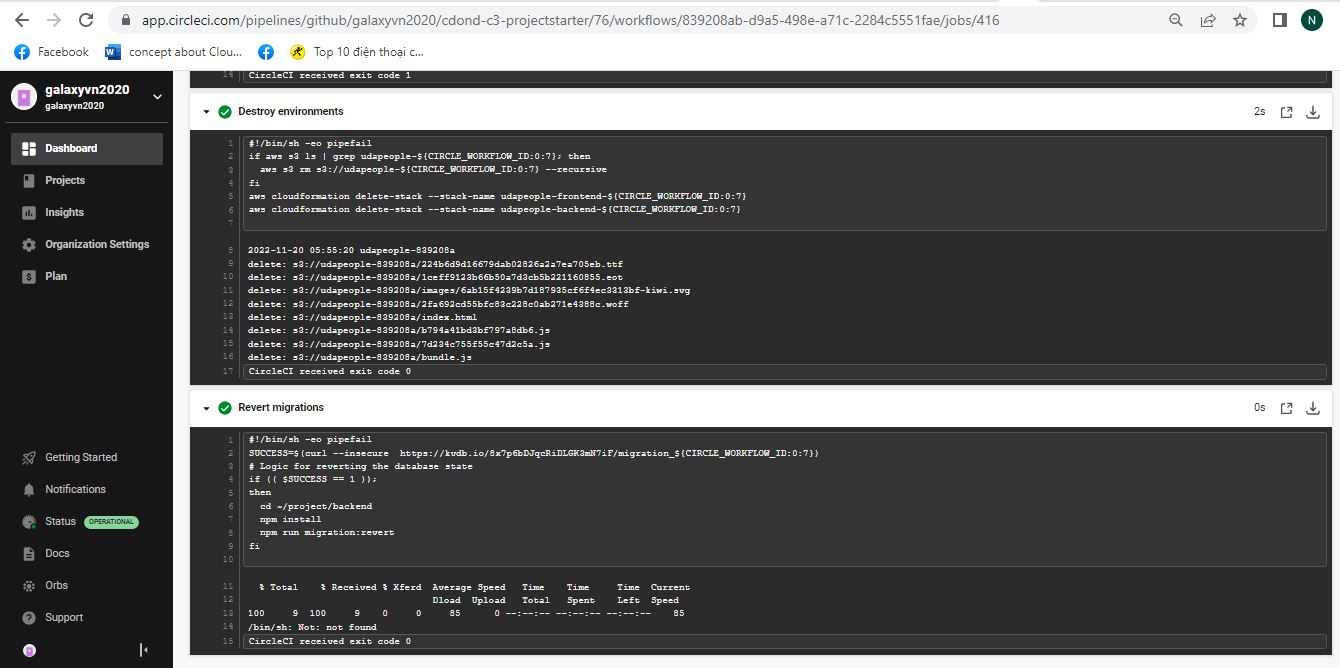 app.circleci.com/pipelines/github/galaxyvn2020/cdond-c3-projectstarter/76/workflows/839208ab-d9a5-498e-a71c-2284c5551fae/jobs/416
N
Facebook
concept about Clou...
Top 10 điện thoại c...
galaxyvn2020
galaxyvn2020
Dashboard
Projects
Insights
Organization Settings
Plan
Getting Started
Notifications
Status OPERATIONAL
Docs
Orbs
Support
14 CircleCI received exit code 1
Destroy environments 2s
1 #!/bin/sh -eo pipefail
2 if aws s3 ls | grep udapeople-${CIRCLE_WORKFLOW_ID:0:7}; then
3 aws s3 rm s3://udapeople-${CIRCLE_WORKFLOW_ID:0:7} --recursive
4 fi
5 aws cloudformation delete-stack --stack-name udapeople-frontend-${CIRCLE_WORKFLOW_ID:0:7}
6 aws cloudformation delete-stack --stack-name udapeople-backend-${CIRCLE_WORKFLOW_ID:0:7}
7
8 2022-11-20 05:55:20 udapeople-839208a
9 delete: s3://udapeople-839208a/224b6d9d16679dab02826a2a7ea705eb.ttf
10 delete: s3://udapeople-839208a/1ceff9123b66b50a7d3cb5b221160855.eot
11 delete: s3://udapeople-839208a/images/6ab15f4239b7d187935cf6f4ec3313bf-kiwi.svg
12 delete: s3://udapeople-839208a/2fa692cd55bfc83c228c0ab271e4388c.woff
13 delete: s3://udapeople-839208a/index.html
14 delete: s3://udapeople-839208a/b794a41bd3bf797a8db6.js
15 delete: s3://udapeople-839208a/7d234c755f55c47d2c5a.js
16 delete: s3://udapeople-839208a/bundle.js
17 CircleCI received exit code 0
Revert migrations 0s
1 #!/bin/sh -eo pipefail
2 SUCCESS=$(curl --insecure https://kvdb.io/8x7p6bDJqcRiDLGK3mN7iF/migration_${CIRCLE_WORKFLOW_ID:0:7})
3 # Logic for reverting the database state
4 if (( $SUCCESS == 1 ));
5 then
6 cd ~/project/backend
7 npm install
8 npm run migration:revert
9 fi
10
11 % Total % Received % Xferd Average Speed Time Time Time Current
12 Dload Upload Total Spent Left Speed
13 100 9 100 9 0 0 85 0 --:--:-- --:--:-- --:--:-- 85
14 /bin/sh: Not: not found
15 CircleCI received exit code 0